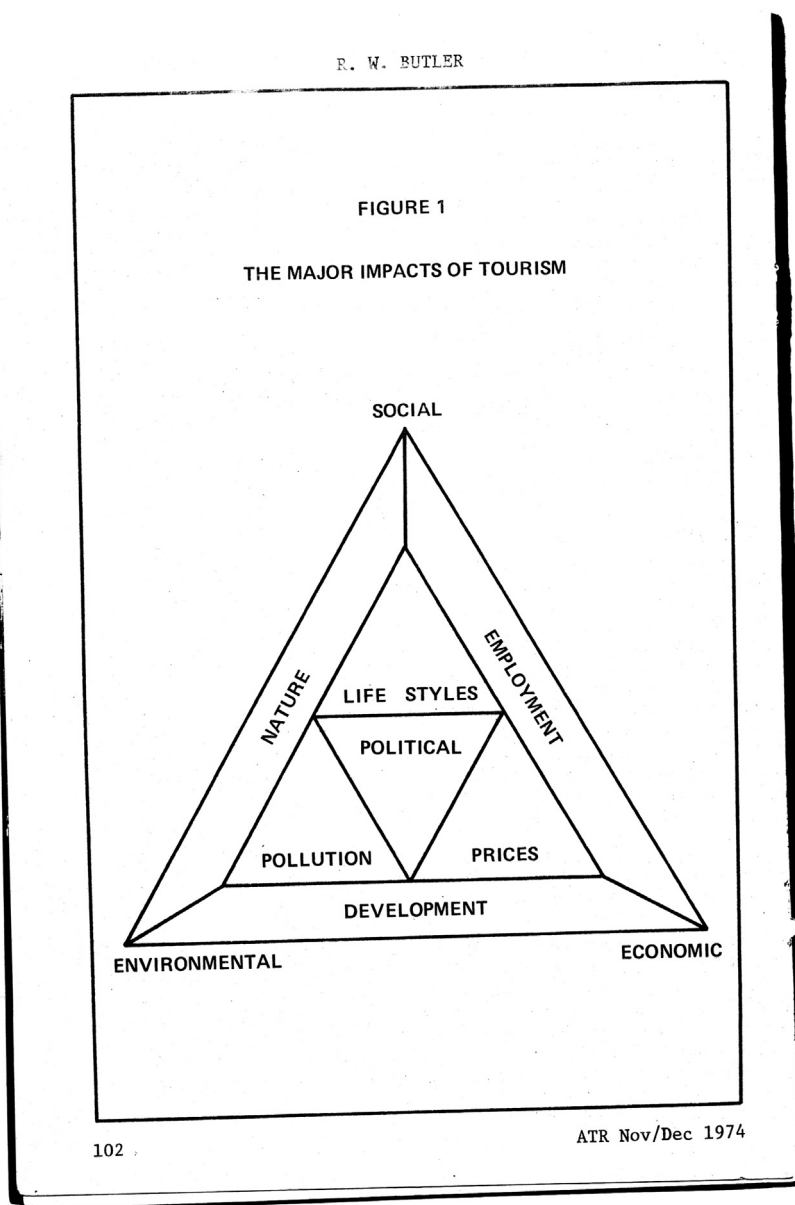 R. W. BUTLER
FIGURE 1
THE MAJOR IMPACTS OF TOURISM
SOCIAL
NATURE
EMPLOYMENT
LIFE STYLES
POLITICAL
POLLUTION
PRICES
DEVELOPMENT
ENVIRONMENTAL
ECONOMIC
102
ATR Nov/Dec 1974